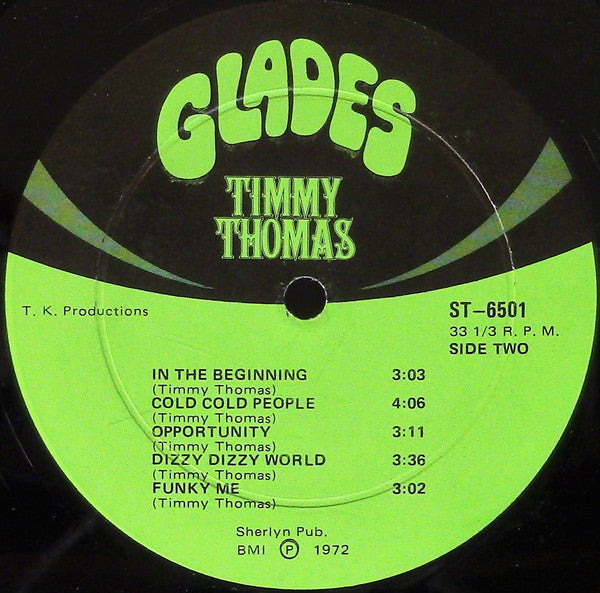 GLADES
TIMMY
THOMAS
T. K. Productions
ST-6501
33 1/3 R. P. M.
SIDE TWO
IN THE BEGINNING 3:03
(Timmy Thomas)
COLD COLD PEOPLE 4:06
(Timmy Thomas)
OPPORTUNITY 3:11
(Timmy Thomas)
DIZZY DIZZY WORLD 3:36
(Timmy Thomas)
FUNKY ME 3:02
(Timmy Thomas)
Sherlyn Pub.
BMI Ⓟ 1972